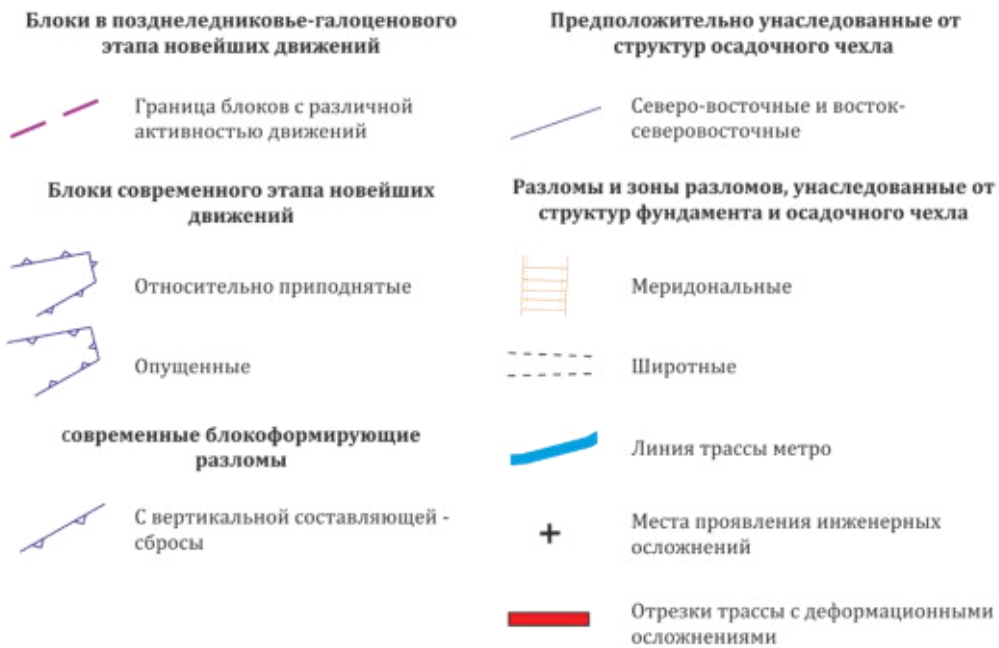 Блоки в позднеледниковье-галоценового
этапа новейших движений
Граница блоков с различной
активностью движений
Блоки современного этапа новейших
движений
Относительно приподнятые
Опущенные
современные блокоформирующие
разломы
С вертикальной составляющей -
сбросы
Предположительно унаследованные от
структур осадочного чехла
Северо-восточные и восток-
северовосточные
Разломы и зоны разломов, унаследованные от
структур фундамента и осадочного чехла
Меридональные
Широтные
Линия трассы метро
Места проявления инженерных
осложнений
Отрезки трассы с деформационными
осложнениями